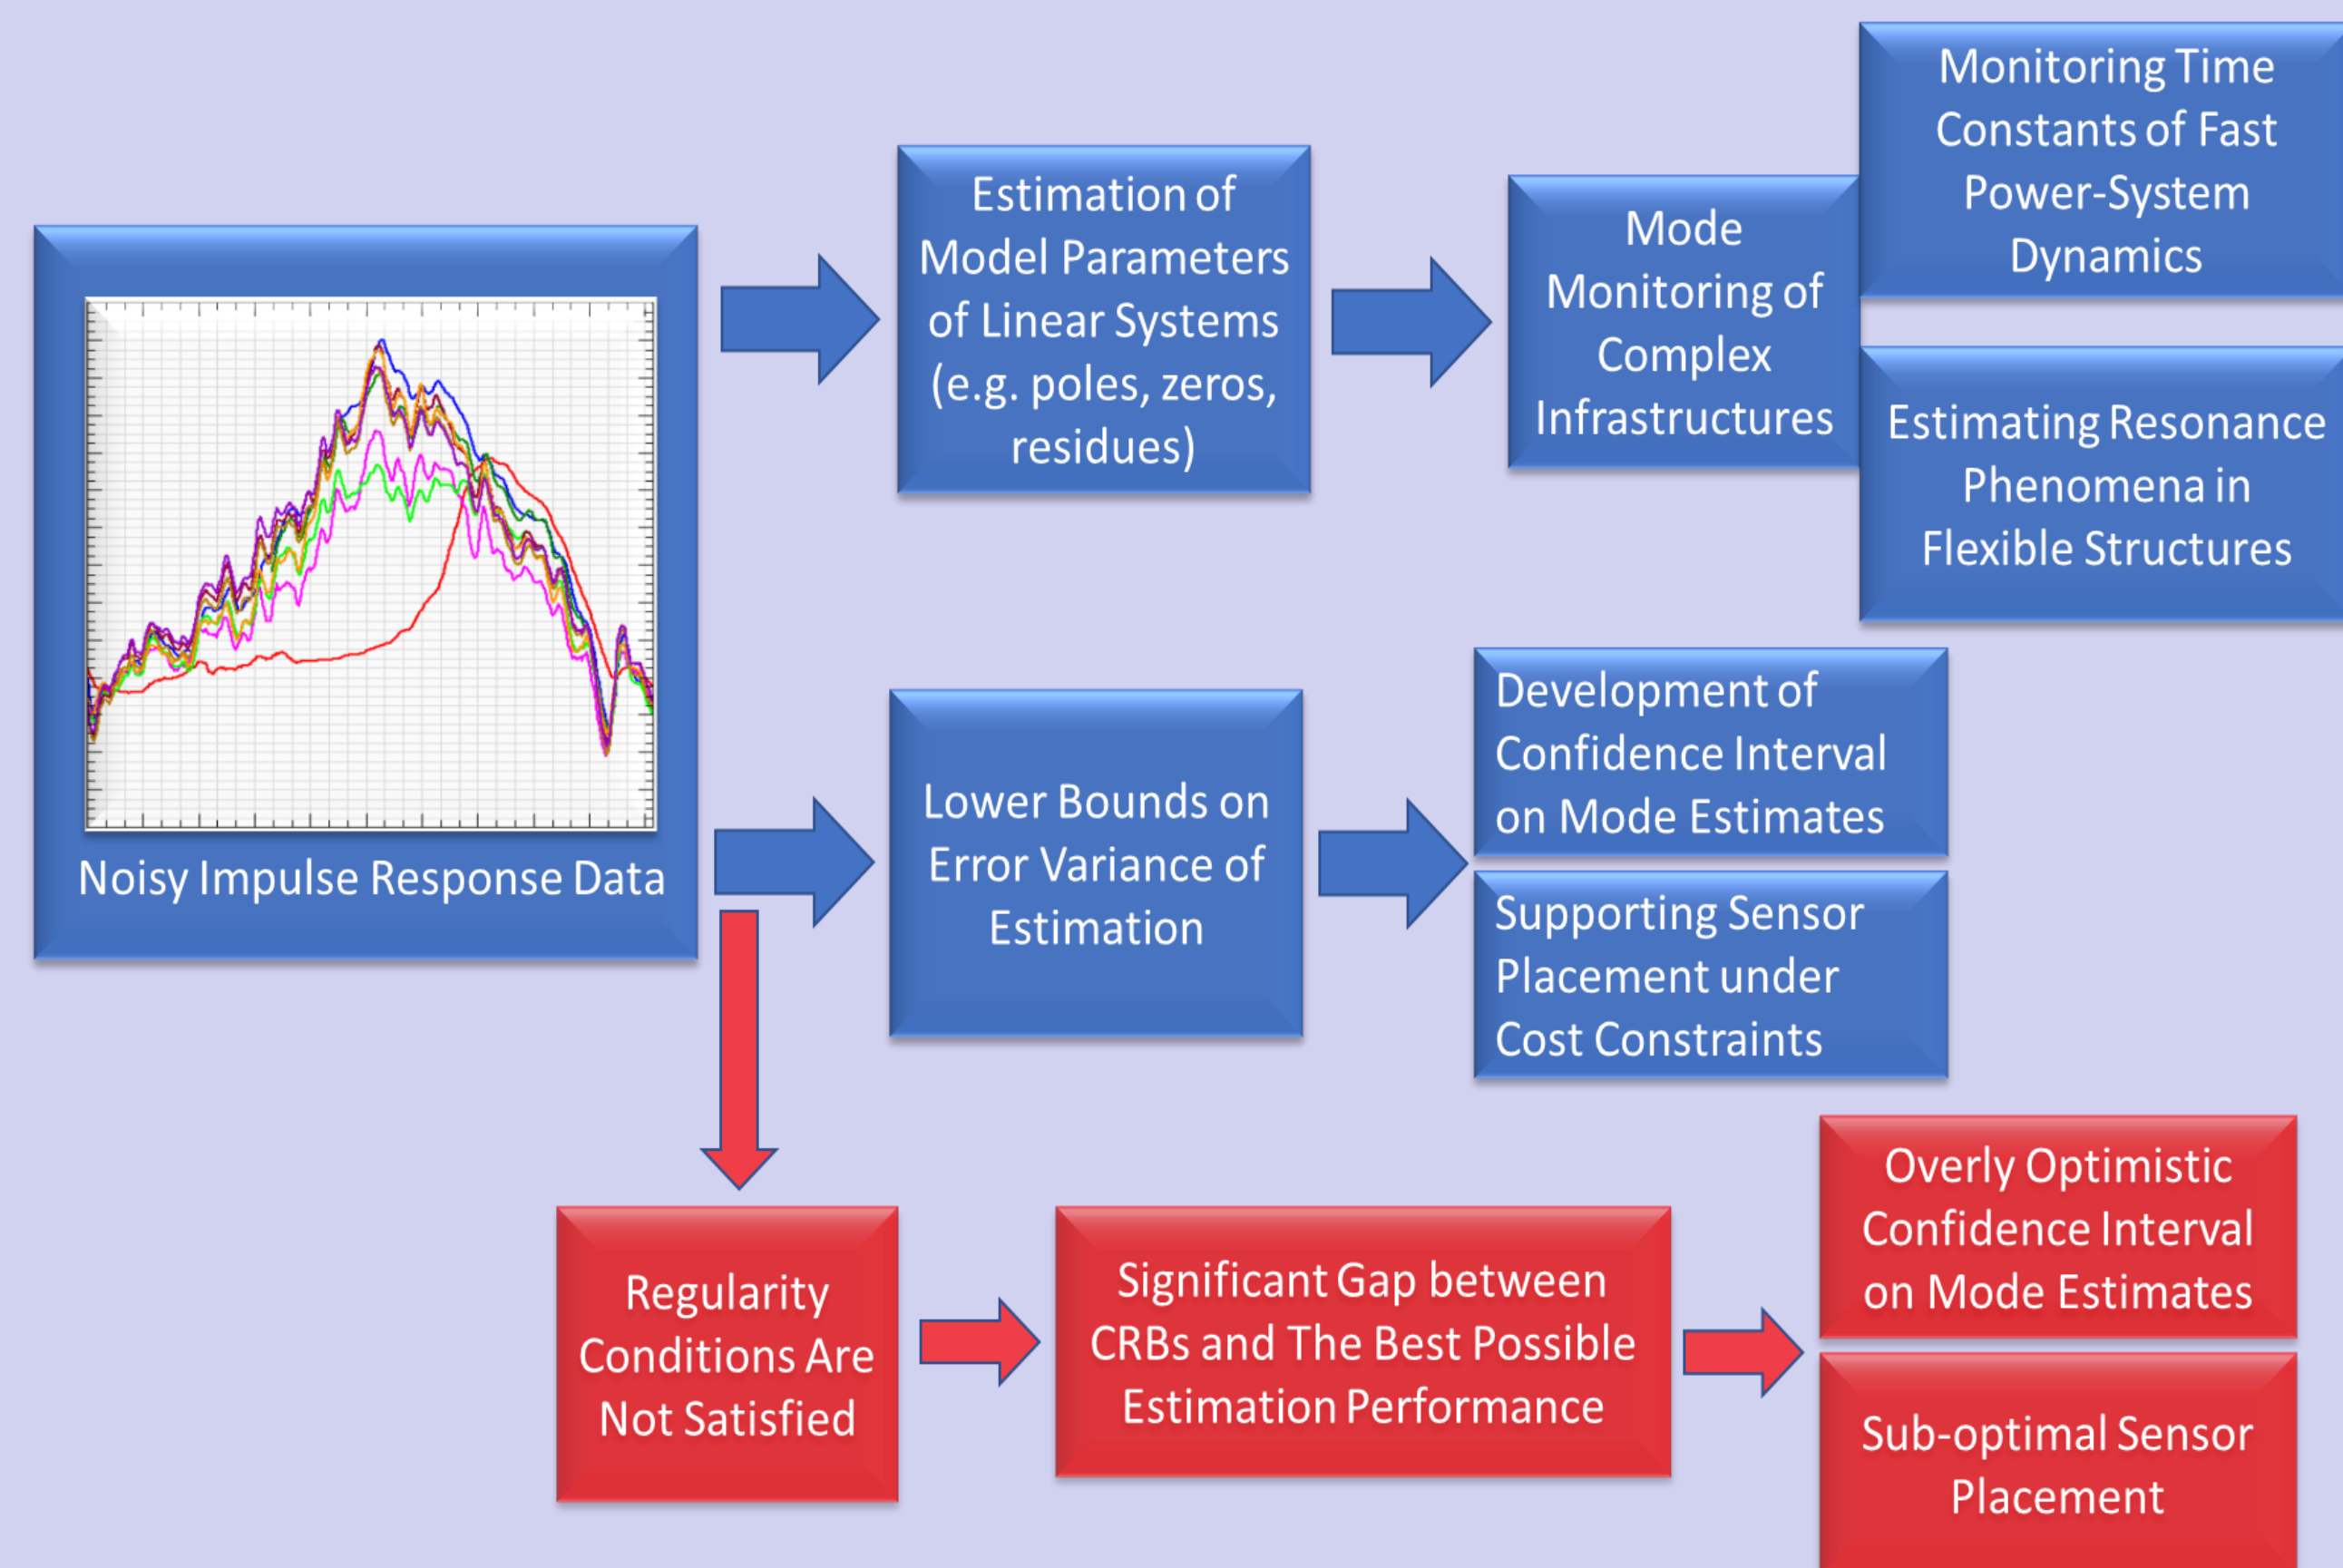 Noisy Impulse Response Data
Estimation of
Model Parameters
of Linear Systems
(e.g. poles, zeros,
residues)
Mode
Monitoring of
Complex
Infrastructures
Monitoring Time
Constants of Fast
Power-System
Dynamics
Estimating Resonance
Phenomena in
Flexible Structures
Lower Bounds on
Error Variance of
Estimation
Development of
Confidence Interval
on Mode Estimates
Supporting Sensor
Placement under
Cost Constraints
Regularity
Conditions Are
Not Satisfied
Significant Gap between
CRBs and The Best Possible
Estimation Performance
Overly Optimistic
Confidence Interval
on Mode Estimates
Sub-optimal Sensor
Placement